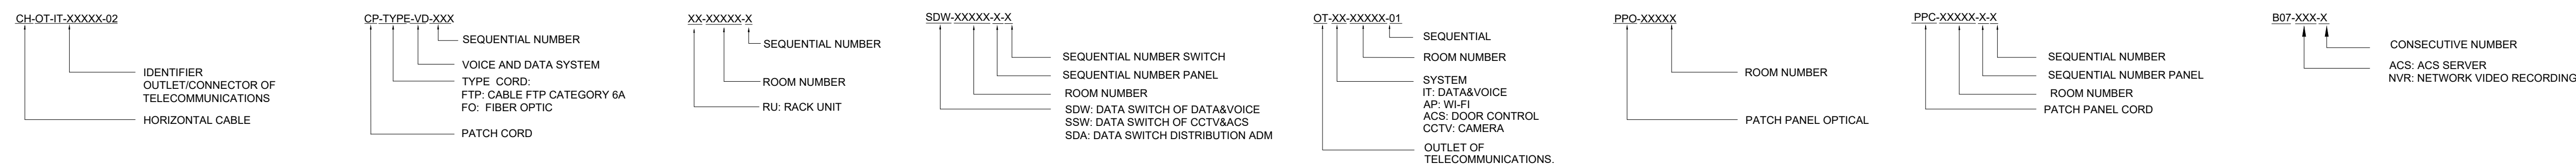 CH-OT-IT-XXXXX-02
IDENTIFIER
OUTLET/CONNECTOR OF
TELECOMMUNICATIONS
HORIZONTAL CABLE
CP-TYPE-VD-XXX
SEQUENTIAL NUMBER
VOICE AND DATA SYSTEM
TYPE CORD:
FTP: CABLE FTP CATEGORY 6A
FO: FIBER OPTIC
PATCH CORD
XX-XXXXX-X
SEQUENTIAL NUMBER
ROOM NUMBER
RU: RACK UNIT
SDW-XXXXX-X-X
SEQUENTIAL NUMBER SWITCH
SEQUENTIAL NUMBER PANEL
ROOM NUMBER
SDW: DATA SWITCH OF DATA&VOICE
SSW: DATA SWITCH OF CCTV&ACS
SDA: DATA SWITCH DISTRIBUTION ADM
OT-XX-XXXXX-01
SEQUENTIAL
ROOM NUMBER
SYSTEM
IT: DATA&VOICE
AP: WI-FI
ACS: DOOR CONTROL
CCTV: CAMERA
OUTLET OF
TELECOMMUNICATIONS.
PPO-XXXXX
ROOM NUMBER
PATCH PANEL OPTICAL
PPC-XXXXX-X-X
SEQUENTIAL NUMBER
SEQUENTIAL NUMBER PANEL
ROOM NUMBER
PATCH PANEL CORD
B07-XXX-X
CONSECUTIVE NUMBER
ACS: ACS SERVER
NVR: NETWORK VIDEO RECORDING